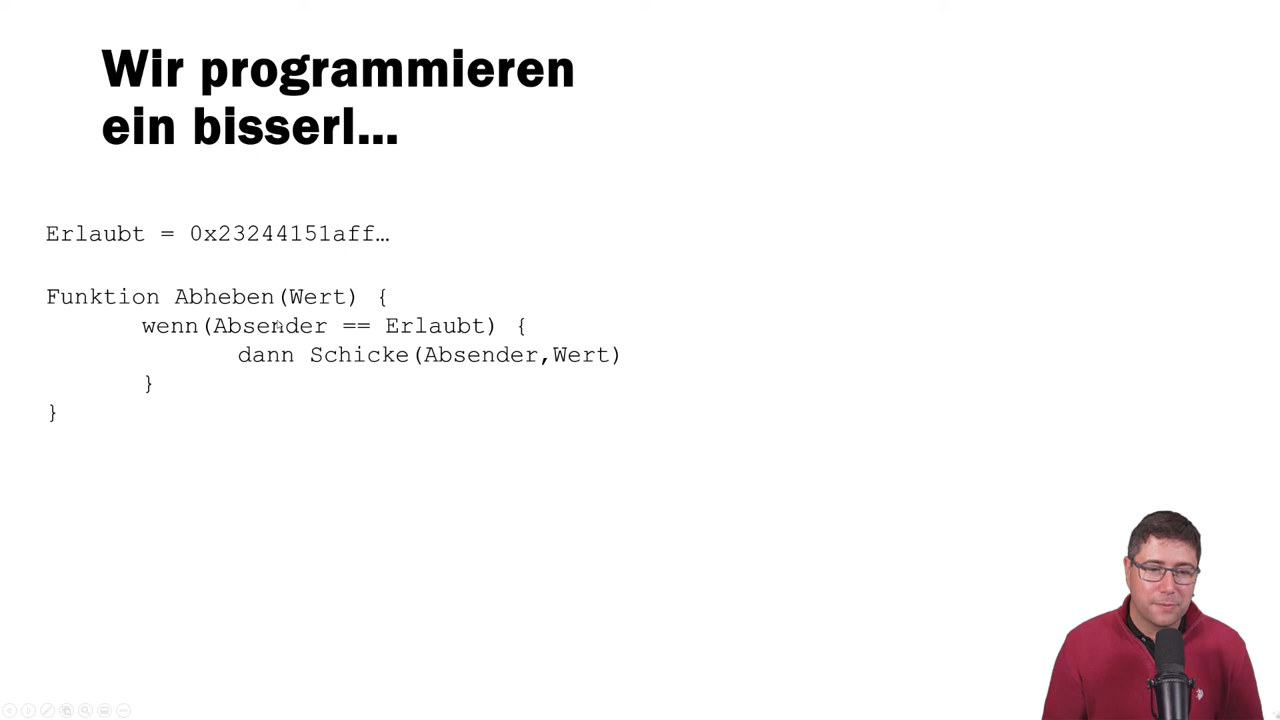 Wir programmieren
ein bisserl...
Erlaubt = 0x23244151aff…
Funktion Abheben(Wert) {
wenn(Absender == Erlaubt) {
dann Schicke(Absender,Wert)
}
}